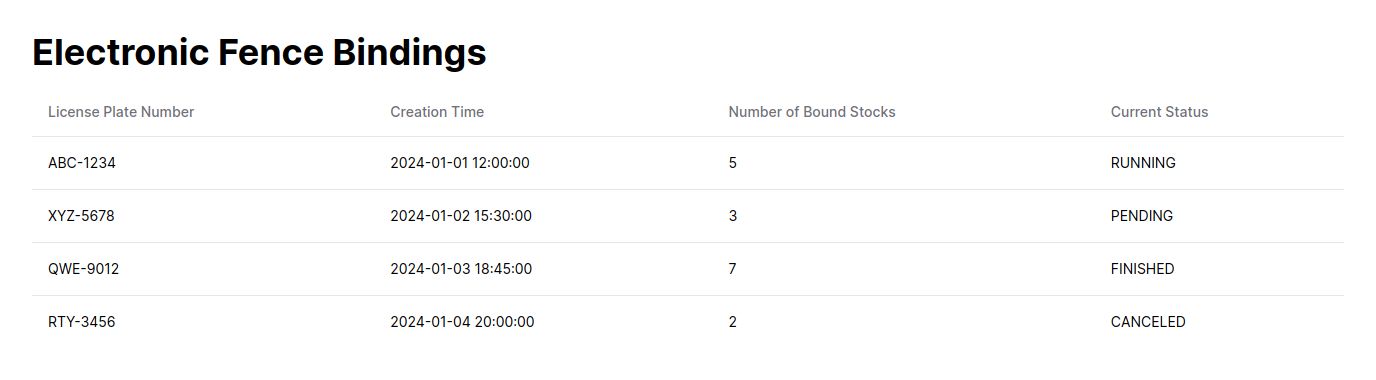 Electronic Fence Bindings
License Plate Number Creation Time Number of Bound Stocks Current Status
ABC-1234 2024-01-01 12:00:00 5 RUNNING
XYZ-5678 2024-01-02 15:30:00 3 PENDING
QWE-9012 2024-01-03 18:45:00 7 FINISHED
RTY-3456 2024-01-04 20:00:00 2 CANCELED